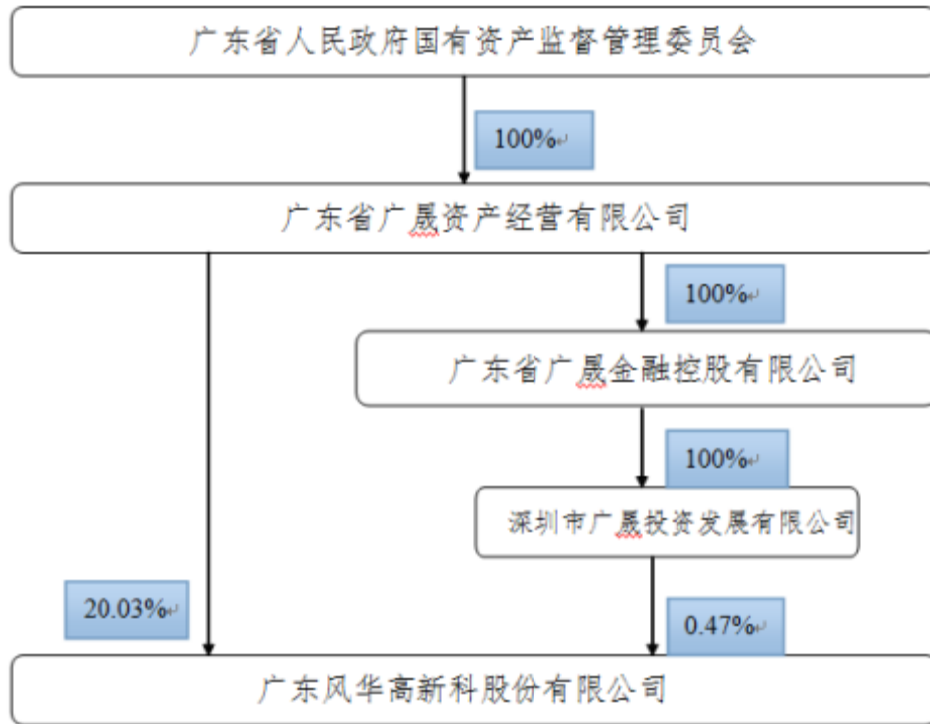 广东省人民政府国有资产监督管理委员会
100%
广东省广晟资产经营有限公司
100%
广东省广晟金融控股有限公司
100%
深圳市广晟投资发展有限公司
20.03%
0.47%
广东风华高新科股份有限公司